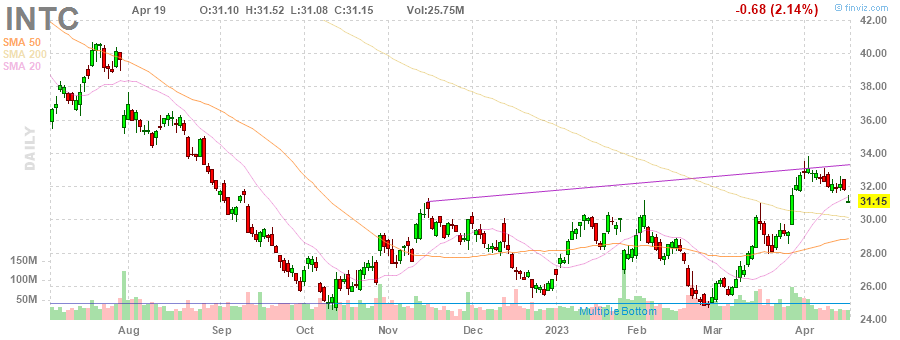 INTC
Apr 19 O:31.10 H:31.52 L:31.08 C:31.15 Vol:25.75M
-0.68 (2.14%)
© finviz.com
SMA 50
SMA 200
SMA 20
DAILY
42.00
40.00
38.00
36.00
34.00
32.00
31.15
30.00
28.00
26.00
24.00
150M
100M
50M
Multiple Bottom
Aug Sep Oct Nov Dec 2023 Feb Mar Apr